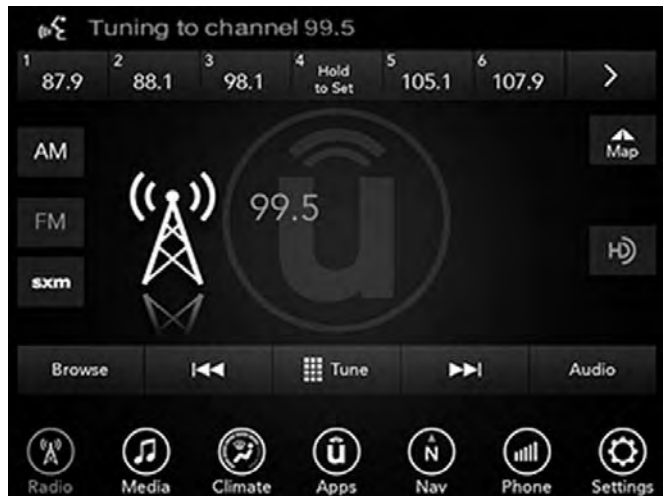 Tuning to channel 99.5
1 87.9 2 88.1 3 98.1 4 Hold to Set 5 105.1 6 107.9
AM
Map
99.5
FM
HD
sxm
Browse Tune Audio
Radio Media Climate Apps Nav Phone Settings